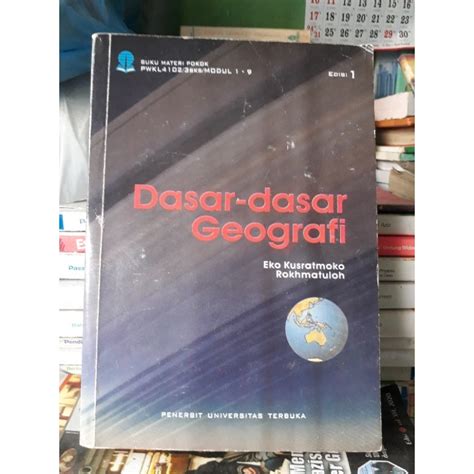 BUKU MATERI POKOK
PWKL4102/3SKS/MODUL 1 - 9
EDISI 1
Dasar-dasar
Geografi
Eko Kusratmoko
Rokhmatuloh
PENERBIT UNIVERSITAS TERBUKA